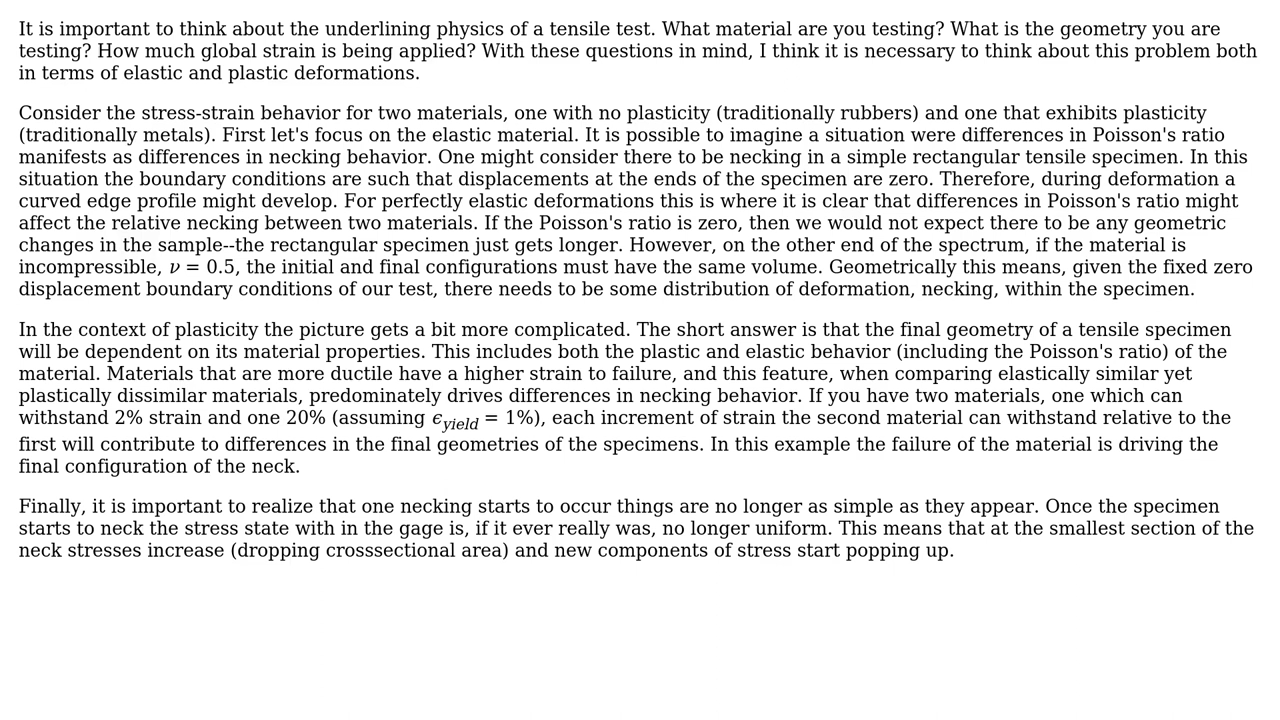 It is important to think about the underlining physics of a tensile test. What material are you testing? What is the geometry you are
testing? How much global strain is being applied? With these questions in mind, I think it is necessary to think about this problem both
in terms of elastic and plastic deformations.
Consider the stress-strain behavior for two materials, one with no plasticity (traditionally rubbers) and one that exhibits plasticity
(traditionally metals). First let's focus on the elastic material. It is possible to imagine a situation were differences in Poisson's ratio
manifests as differences in necking behavior. One might consider there to be necking in a simple rectangular tensile specimen. In this
situation the boundary conditions are such that displacements at the ends of the specimen are zero. Therefore, during deformation a
curved edge profile might develop. For perfectly elastic deformations this is where it is clear that differences in Poisson's ratio might
affect the relative necking between two materials. If the Poisson's ratio is zero, then we would not expect there to be any geometric
changes in the sample--the rectangular specimen just gets longer. However, on the other end of the spectrum, if the material is
incompressible, ν = 0.5, the initial and final configurations must have the same volume. Geometrically this means, given the fixed zero
displacement boundary conditions of our test, there needs to be some distribution of deformation, necking, within the specimen.
In the context of plasticity the picture gets a bit more complicated. The short answer is that the final geometry of a tensile specimen
will be dependent on its material properties. This includes both the plastic and elastic behavior (including the Poisson's ratio) of the
material. Materials that are more ductile have a higher strain to failure, and this feature, when comparing elastically similar yet
plastically dissimilar materials, predominately drives differences in necking behavior. If you have two materials, one which can
withstand 2% strain and one 20% (assuming ϵ_yield = 1%), each increment of strain the second material can withstand relative to the
first will contribute to differences in the final geometries of the specimens. In this example the failure of the material is driving the
final configuration of the neck.
Finally, it is important to realize that one necking starts to occur things are no longer as simple as they appear. Once the specimen
starts to neck the stress state with in the gage is, if it ever really was, no longer uniform. This means that at the smallest section of the
neck stresses increase (dropping crosssectional area) and new components of stress start popping up.